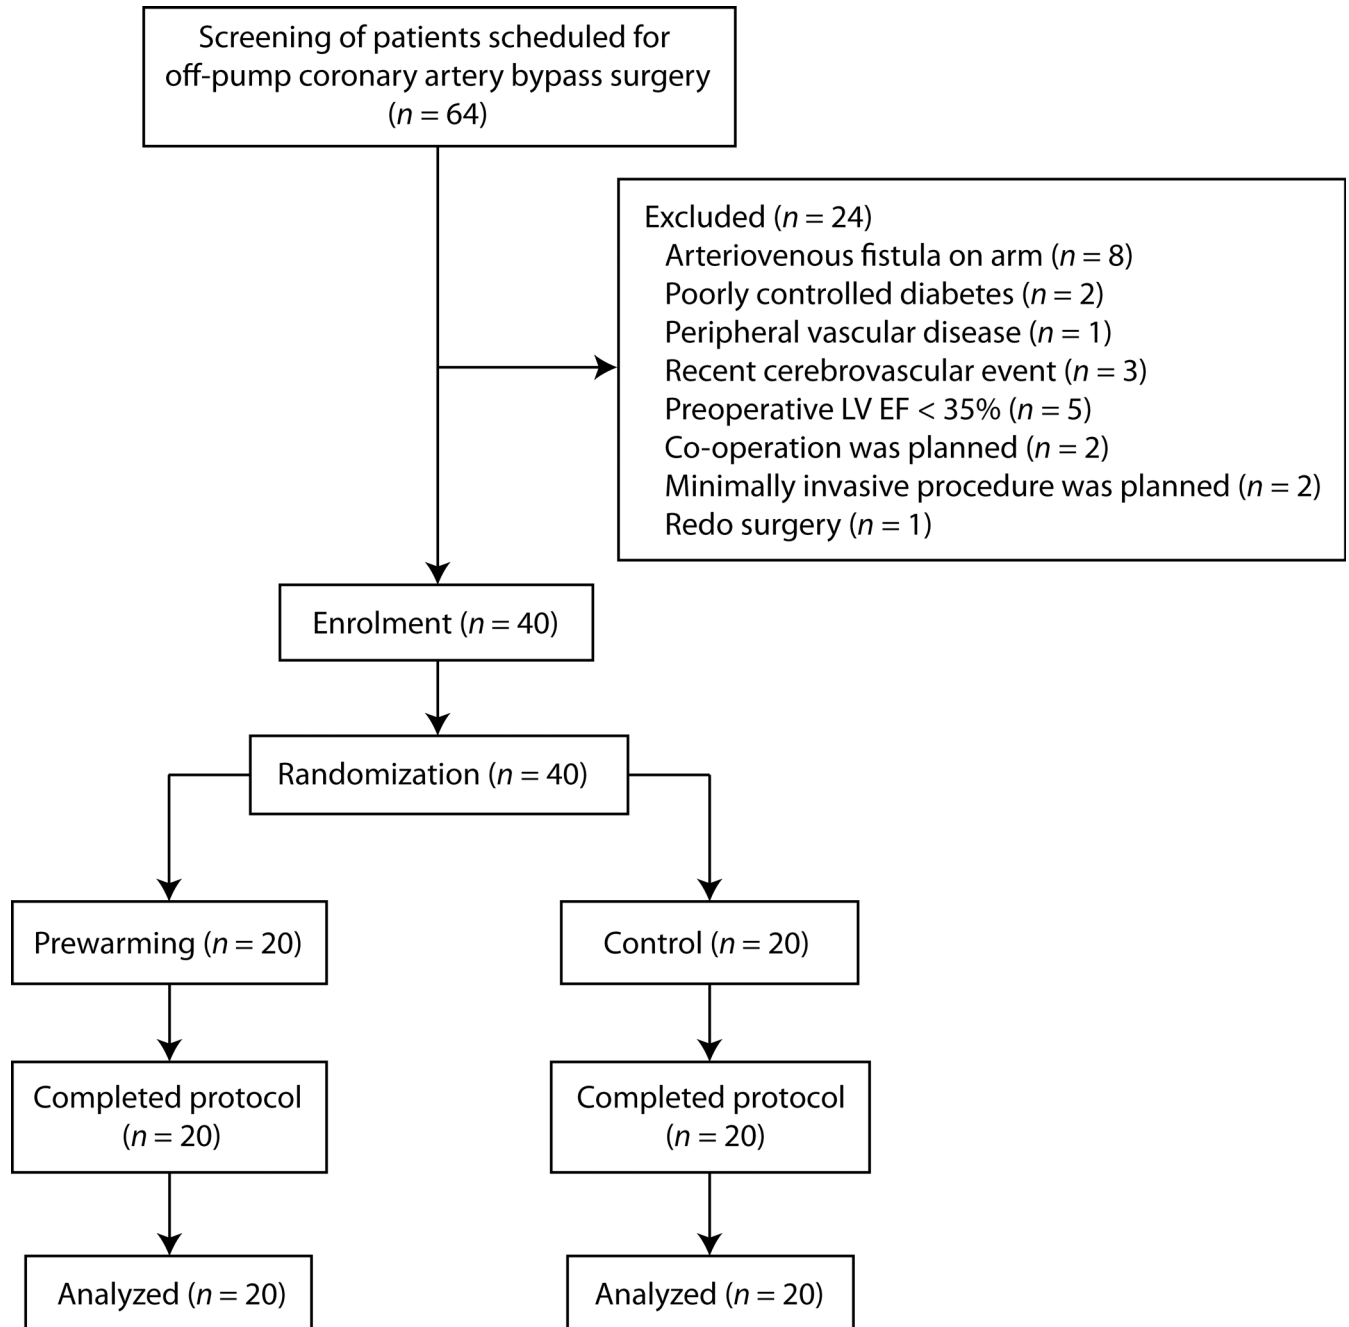 Screening of patients scheduled for
off-pump coronary artery bypass surgery
(n = 64)
Excluded (n = 24)
Arteriovenous fistula on arm (n = 8)
Poorly controlled diabetes (n = 2)
Peripheral vascular disease (n = 1)
Recent cerebrovascular event (n = 3)
Preoperative LV EF < 35% (n = 5)
Co-operation was planned (n = 2)
Minimally invasive procedure was planned (n = 2)
Redo surgery (n = 1)
Enrolment (n = 40)
Randomization (n = 40)
Prewarming (n = 20)
Control (n = 20)
Completed protocol
(n = 20)
Completed protocol
(n = 20)
Analyzed (n = 20)
Analyzed (n = 20)